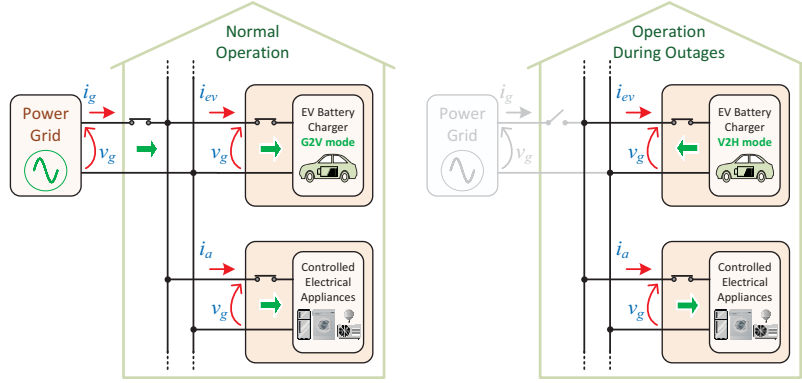 Normal
Operation
i_g
Power
Grid
v_g
i_ev
v_g
EV Battery
Charger
G2V mode
i_a
v_g
Controlled
Electrical
Appliances
Operation
During Outages
i_g
Power
Grid
v_g
i_ev
v_g
EV Battery
Charger
V2H mode
i_a
v_g
Controlled
Electrical
Appliances